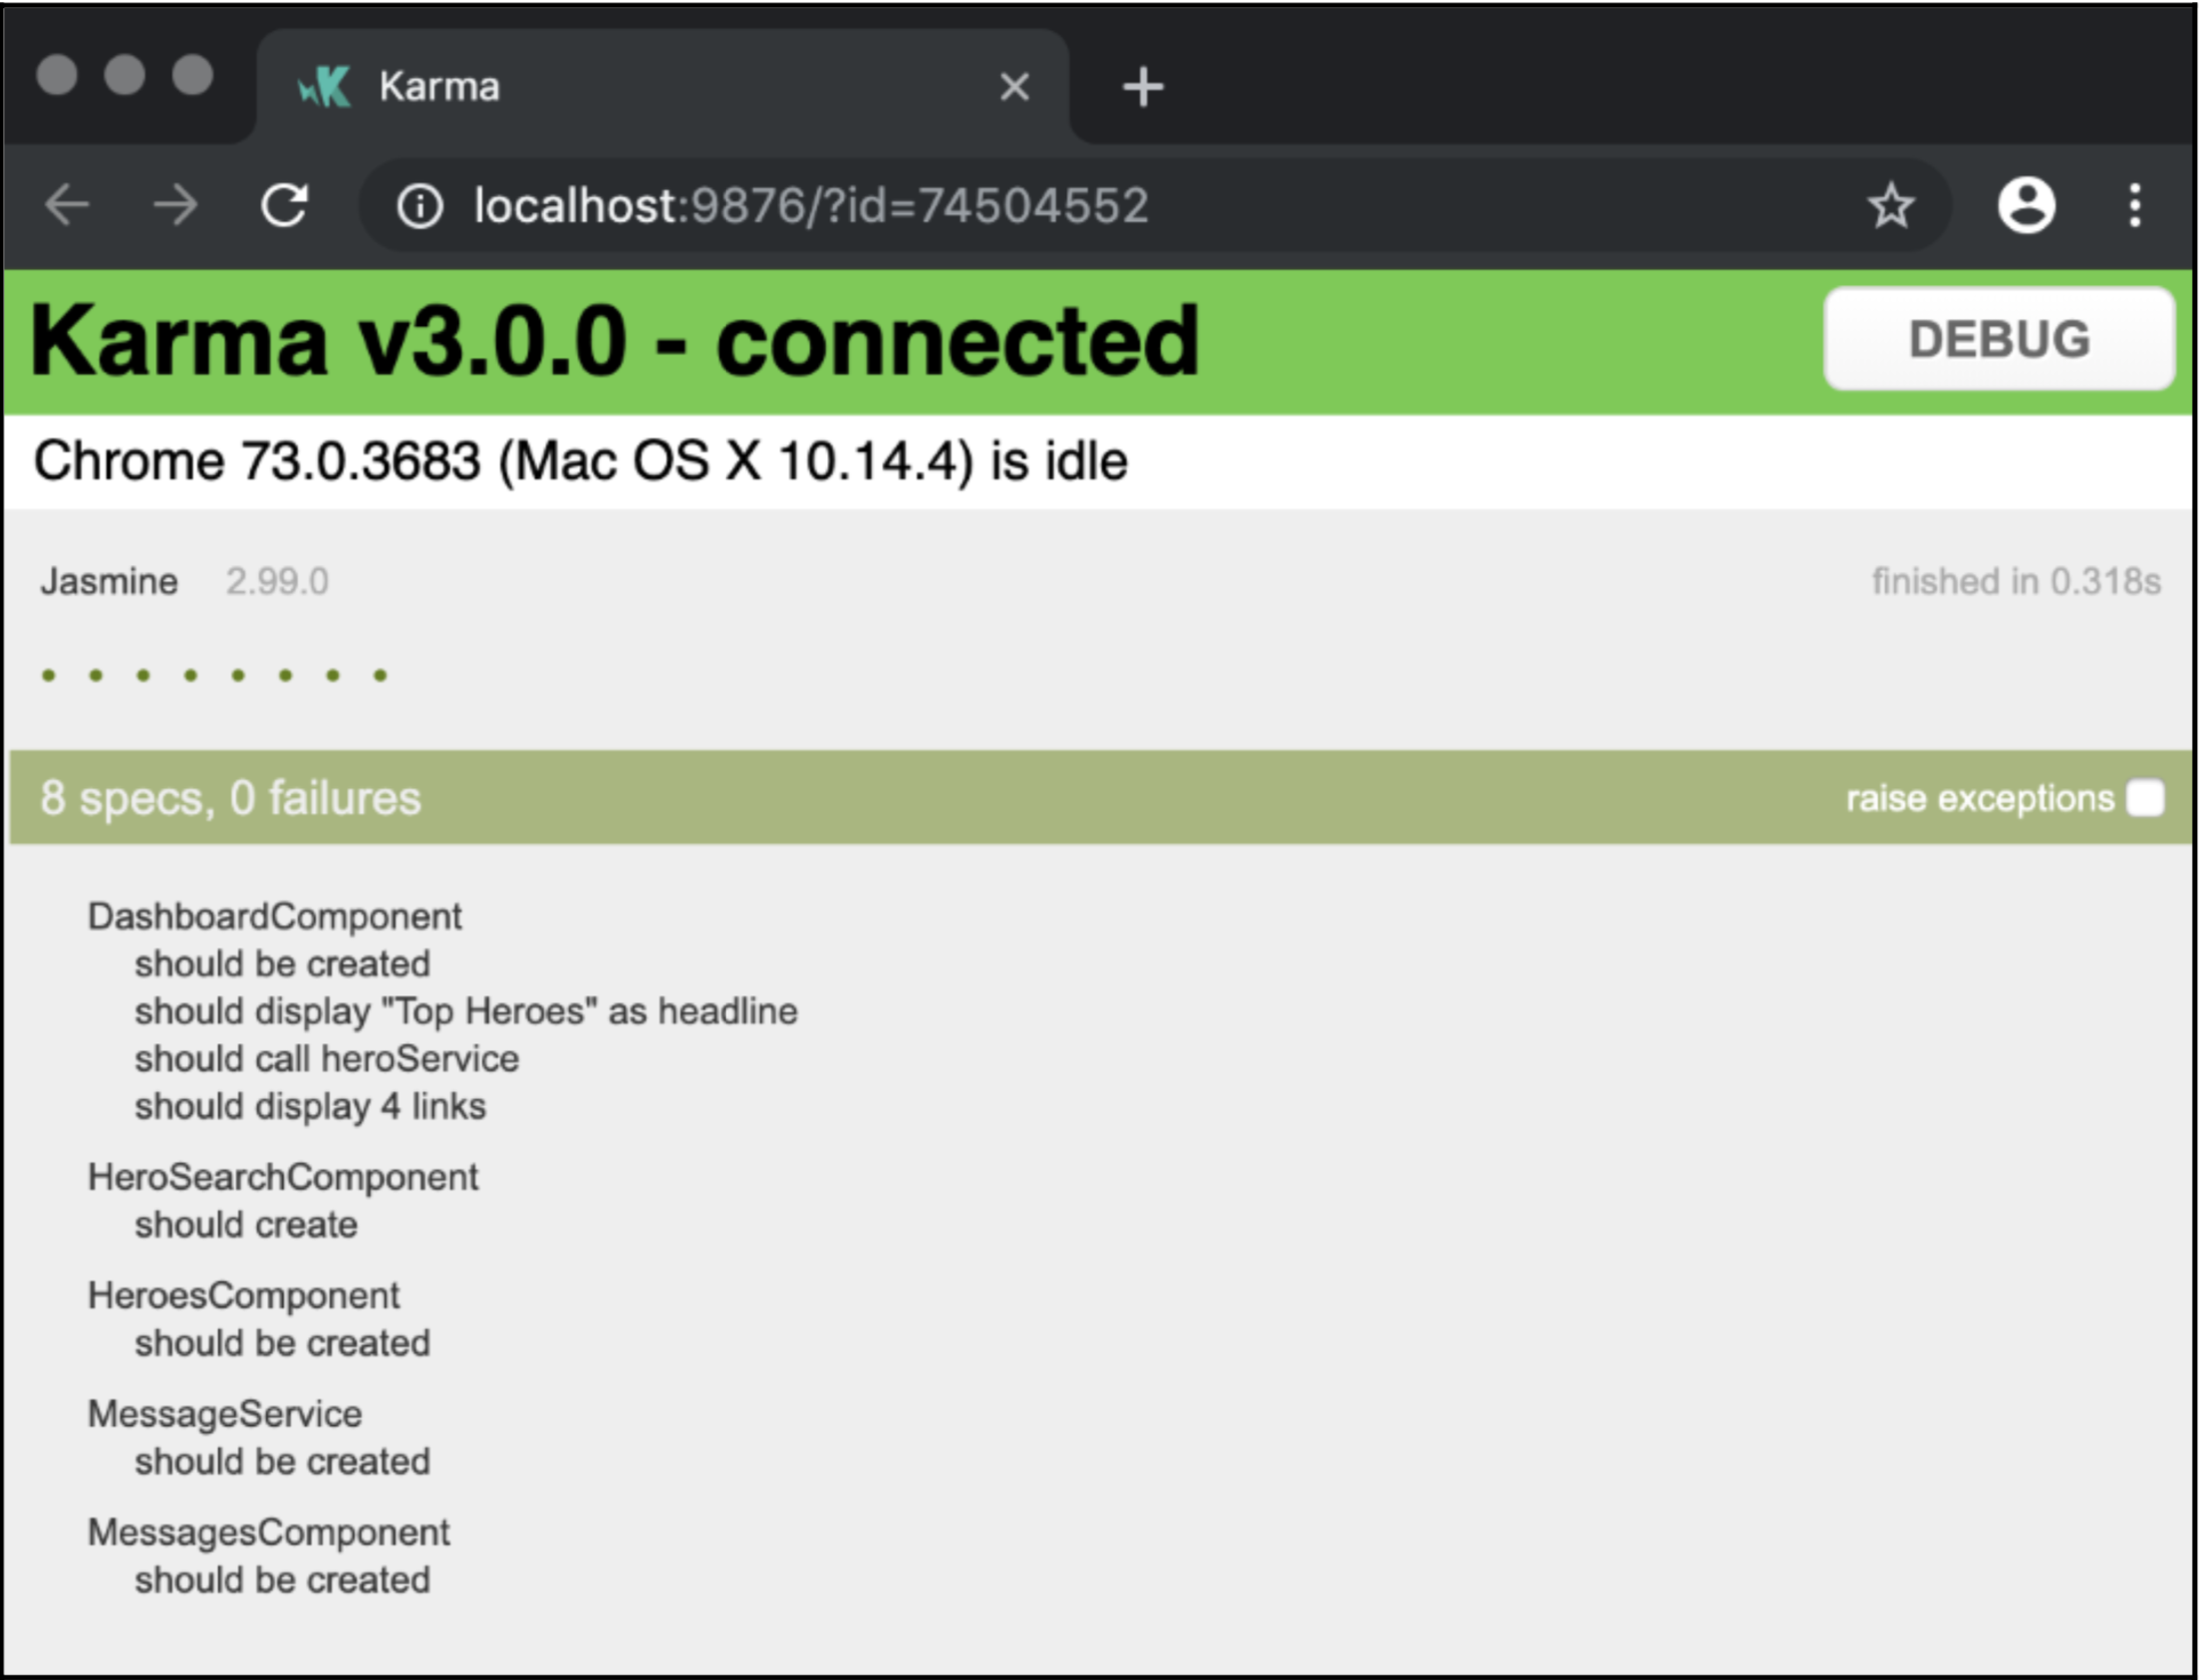 Karma
localhost:9876/?id=74504552
Karma v3.0.0 - connected
DEBUG
Chrome 73.0.3683 (Mac OS X 10.14.4) is idle
Jasmine 2.99.0 finished in 0.318s
8 specs, 0 failures raise exceptions
DashboardComponent
should be created
should display "Top Heroes" as headline
should call heroService
should display 4 links
HeroSearchComponent
should create
HeroesComponent
should be created
MessageService
should be created
MessagesComponent
should be created